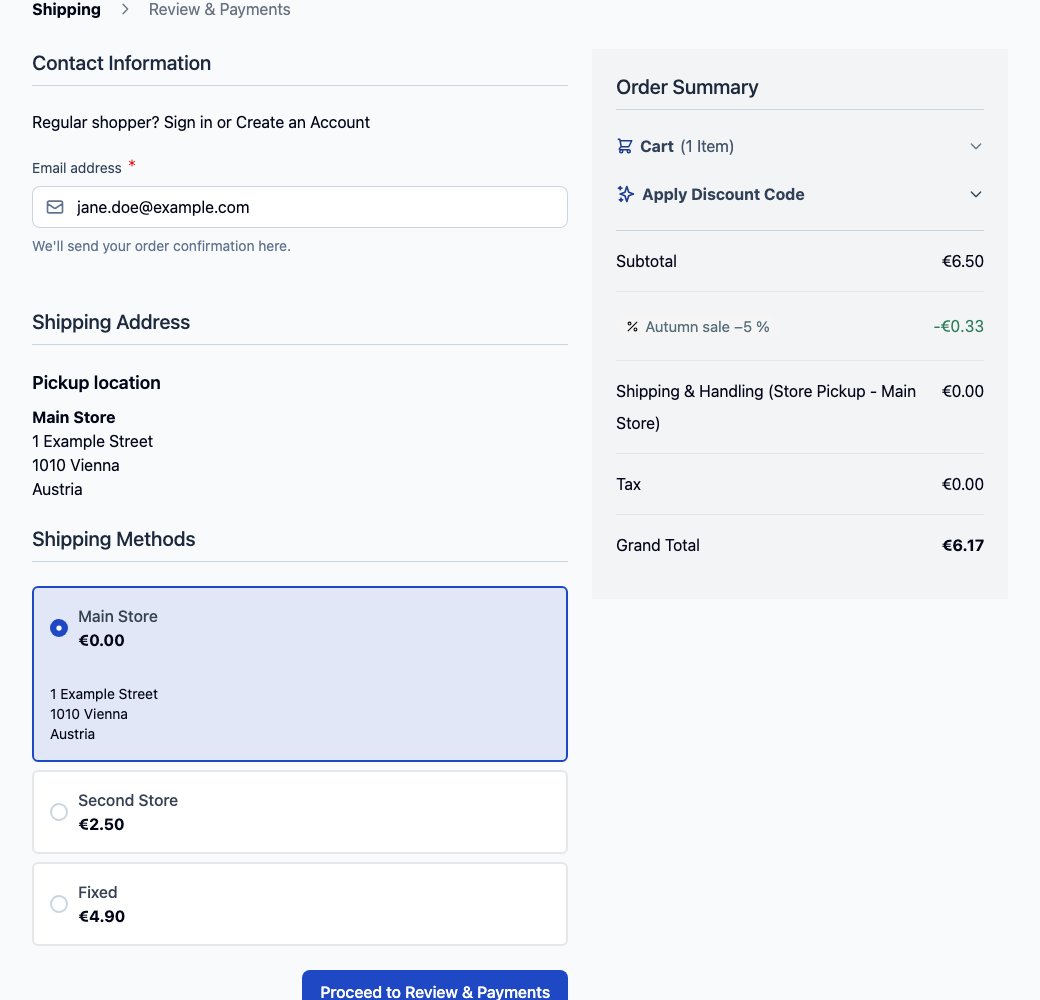 Shipping
Review & Payments
Contact Information
Regular shopper? Sign in or Create an Account
Email address *
jane.doe@example.com
We'll send your order confirmation here.
Shipping Address
Pickup location
Main Store
1 Example Street
1010 Vienna
Austria
Shipping Methods
Main Store
€0.00
1 Example Street
1010 Vienna
Austria
Second Store
€2.50
Fixed
€4.90
Proceed to Review & Payments
Order Summary
Cart (1 Item)
Apply Discount Code
Subtotal €6.50
% Autumn sale −5 % -€0.33
Shipping & Handling (Store Pickup - Main €0.00
Store)
Tax €0.00
Grand Total €6.17